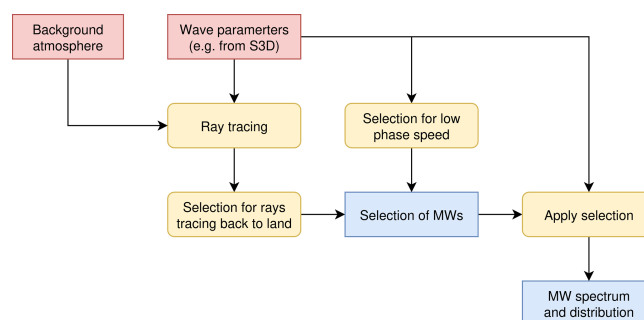 Background
atmosphere
Wave paramerters
(e.g. from S3D)
Ray tracing
Selection for low
phase speed
Selection for rays
tracing back to land
Selection of MWs
Apply selection
MW spectrum
and distribution